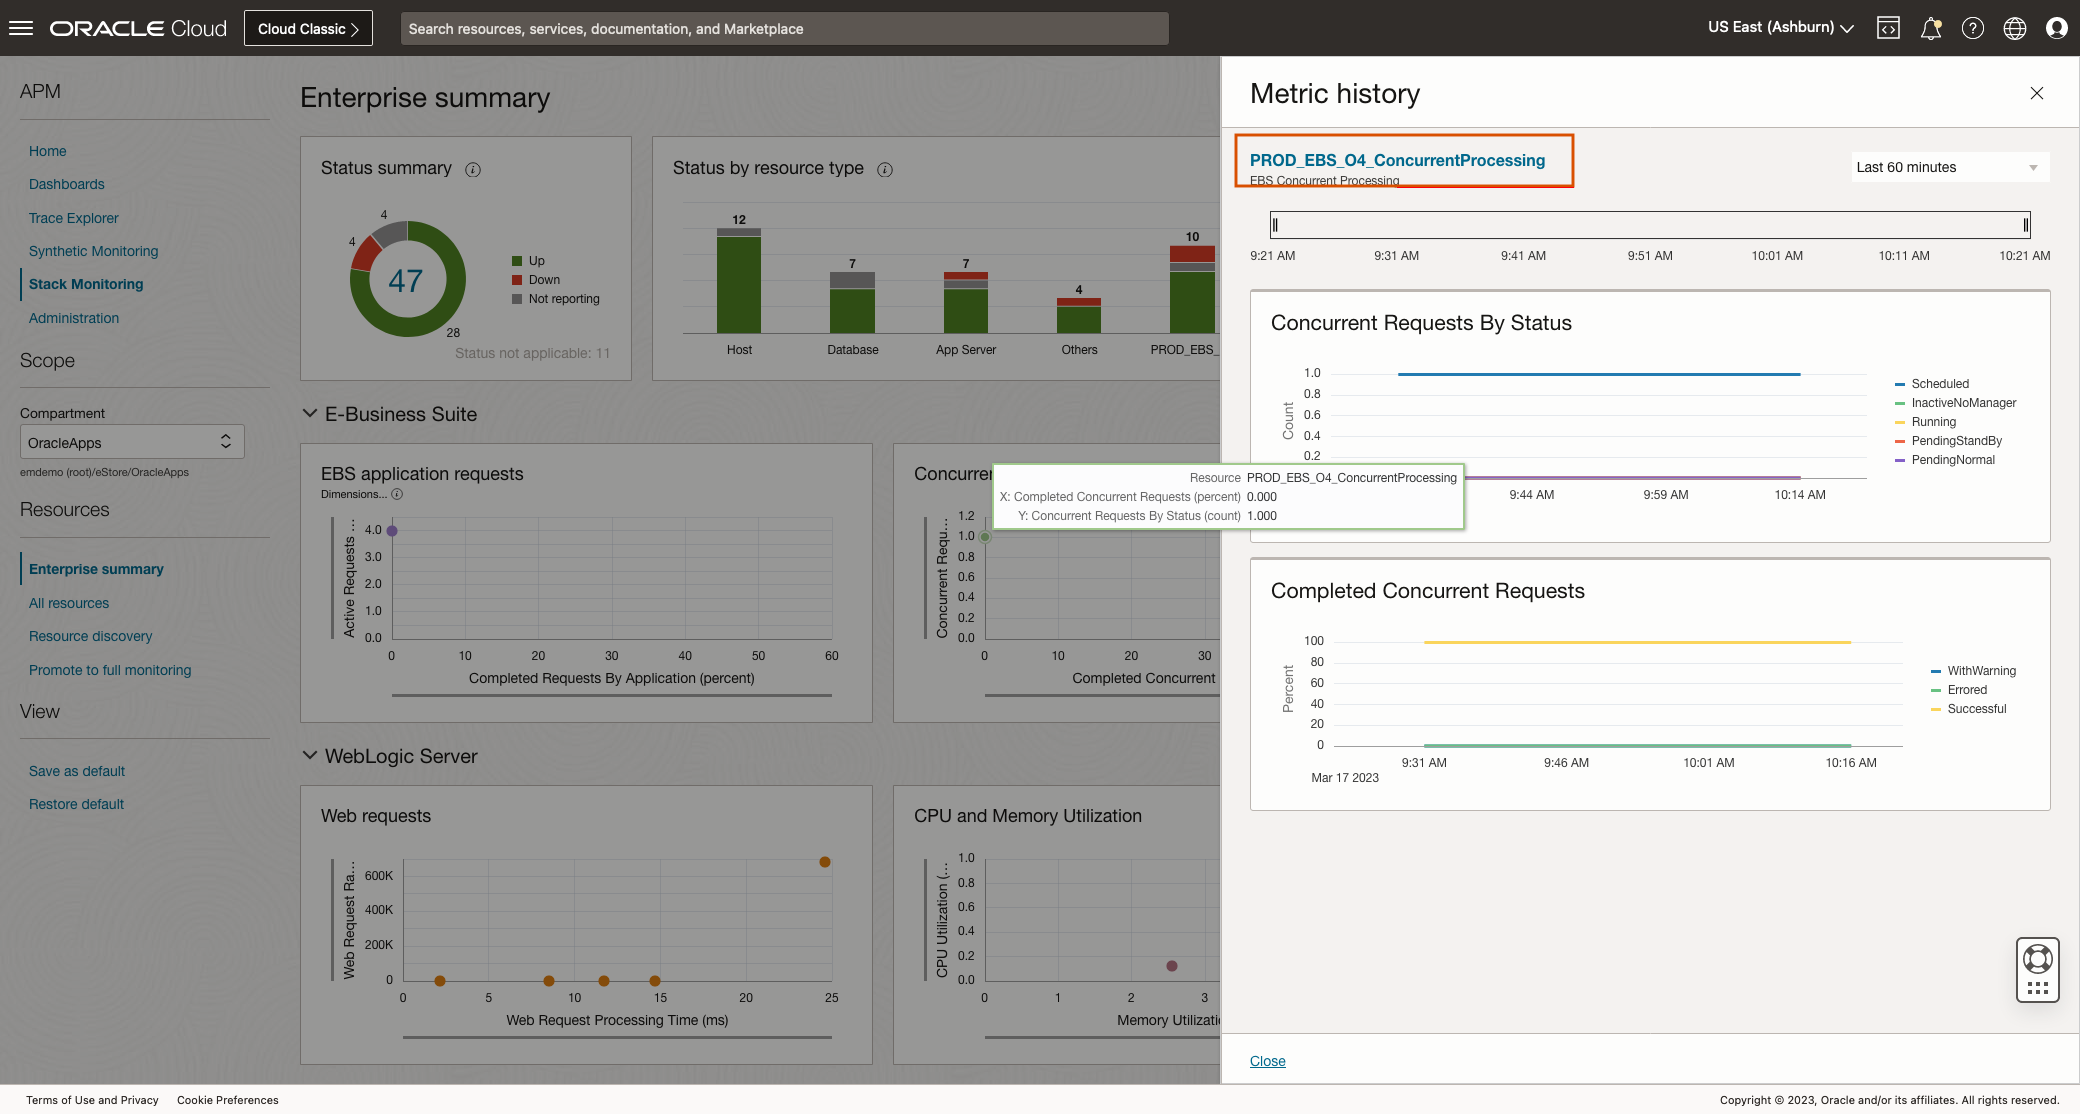 ORACLE Cloud
Cloud Classic
Search resources, services, documentation, and Marketplace
US East (Ashburn)
APM
Home
Dashboards
Trace Explorer
Synthetic Monitoring
Stack Monitoring
Administration
Scope
Compartment
OracleApps
emdemo (root)/eStore/OracleApps
Resources
Enterprise summary
All resources
Resource discovery
Promote to full monitoring
View
Save as default
Restore default
Enterprise summary
Status summary
4
4
47
28
Up
Down
Not reporting
Status not applicable: 11
Status by resource type
12
7
7
4
10
Host
Database
App Server
Others
PROD_EBS_
E-Business Suite
EBS application requests
Dimensions...
Active Requests ...
4.0
3.0
2.0
1.0
0.0
0 10 20 30 40 50 60
Completed Requests By Application (percent)
Concurren
Concurrent Requ...
1.2
1.0
0.8
0.6
0.4
0.2
0.0
0 10 20 30
Completed Concurrent
Resource PROD_EBS_O4_ConcurrentProcessing
X: Completed Concurrent Requests (percent) 0.000
Y: Concurrent Requests By Status (count) 1.000
WebLogic Server
Web requests
Web Request Ra...
600K
400K
200K
0
0 5 10 15 20 25
Web Request Processing Time (ms)
CPU and Memory Utilization
CPU Utilization (...
1.0
0.8
0.6
0.4
0.2
0.0
0 1 2 3
Memory Utilizati
Metric history
PROD_EBS_O4_ConcurrentProcessing
EBS Concurrent Processing
Last 60 minutes
9:21 AM 9:31 AM 9:41 AM 9:51 AM 10:01 AM 10:11 AM 10:21 AM
Concurrent Requests By Status
Count
1.0
0.8
0.6
0.4
0.2
9:44 AM 9:59 AM 10:14 AM
Scheduled
InactiveNoManager
Running
PendingStandBy
PendingNormal
Completed Concurrent Requests
Percent
100
80
60
40
20
0
9:31 AM 9:46 AM 10:01 AM 10:16 AM
Mar 17 2023
WithWarning
Errored
Successful
Close
Terms of Use and Privacy
Cookie Preferences
Copyright © 2023, Oracle and/or its affiliates. All rights reserved.